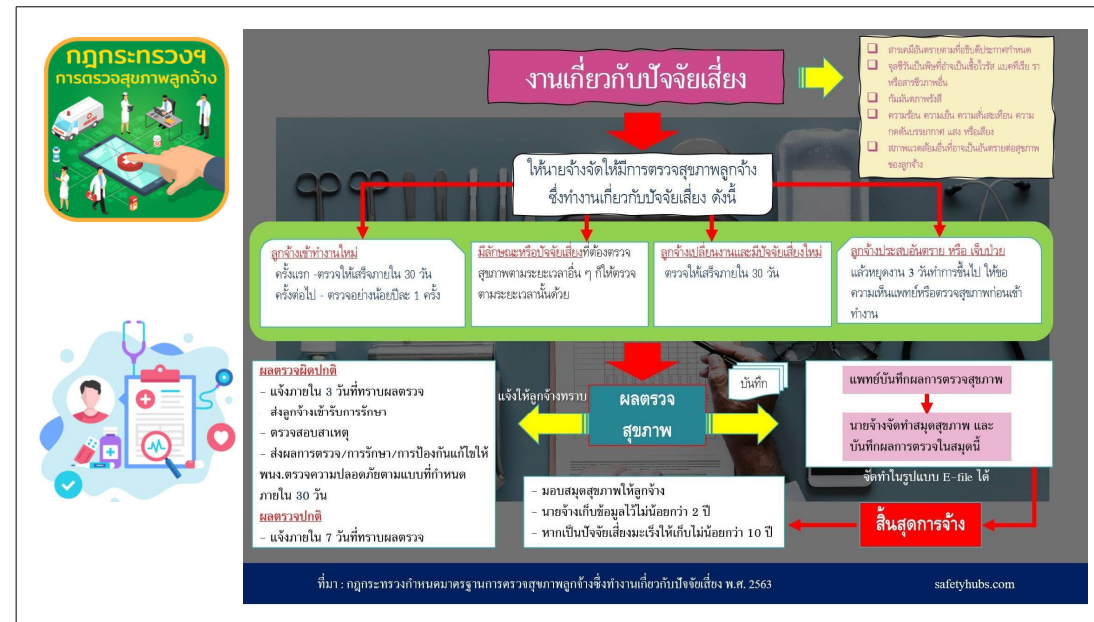 กฎกระทรวงฯ
การตรวจสุขภาพลูกจ้าง
งานเกี่ยวกับปัจจัยเสี่ยง
สารเคมีอันตรายตามที่อธิบดีประกาศกำหนด
จุลชีวันเป็นพิษที่อาจเป็นเชื้อไวรัส แบคทีเรีย รา
หรือสารชีวภาพอื่น
กัมมันตภาพรังสี
ความร้อน ความเย็น ความสั่นสะเทือน ความ
กดดันบรรยากาศ แสง หรือเสียง
สภาพแวดล้อมอื่นที่อาจเป็นอันตรายต่อสุขภาพ
ของลูกจ้าง
ให้นายจ้างจัดให้มีการตรวจสุขภาพลูกจ้าง
ซึ่งทำงานเกี่ยวกับปัจจัยเสี่ยง ดังนี้
ลูกจ้างเข้าทำงานใหม่
ครั้งแรก -ตรวจให้เสร็จภายใน 30 วัน
ครั้งต่อไป - ตรวจอย่างน้อยปีละ 1 ครั้ง
มีลักษณะหรือปัจจัยเสี่ยงที่ต้องตรวจ
สุขภาพตามระยะเวลาอื่น ๆ ก็ให้ตรวจ
ตามระยะเวลานั้นด้วย
ลูกจ้างเปลี่ยนงานและมีปัจจัยเสี่ยงใหม่
ตรวจให้เสร็จภายใน 30 วัน
ลูกจ้างประสบอันตราย หรือ เจ็บป่วย
แล้วหยุดงาน 3 วันทำการขึ้นไป ให้ขอ
ความเห็นแพทย์หรือตรวจสุขภาพก่อนเข้า
ทำงาน
ผลตรวจผิดปกติ
- แจ้งภายใน 3 วันที่ทราบผลตรวจ
ส่งลูกจ้างเข้ารับการรักษา
- ตรวจสอบสาเหตุ
- ส่งผลการตรวจ/การรักษา/การป้องกันแก้ไขให้
พนง.ตรวจความปลอดภัยตามแบบที่กำหนด
ภายใน 30 วัน
ผลตรวจปกติ
- แจ้งภายใน 7 วันที่ทราบผลตรวจ
แจ้งให้ลูกจ้างทราบ
ผลตรวจ
สุขภาพ
บันทึก
แพทย์บันทึกผลการตรวจสุขภาพ
นายจ้างจัดทำสมุดสุขภาพ และ
บันทึกผลการตรวจในสมุดนี้
จัดทำในรูปแบบ E-file ได้
สิ้นสุดการจ้าง
- มอบสมุดสุขภาพให้ลูกจ้าง
- นายจ้างเก็บข้อมูลไว้ไม่น้อยกว่า 2 ปี
- หากเป็นปัจจัยเสี่ยงมะเร็งให้เก็บไม่น้อยกว่า 10 ปี
ที่มา : กฎกระทรวงกำหนดมาตรฐานการตรวจสุขภาพลูกจ้างซึ่งทำงานเกี่ยวกับปัจจัยเสี่ยง พ.ศ. 2563
safetyhubs.com